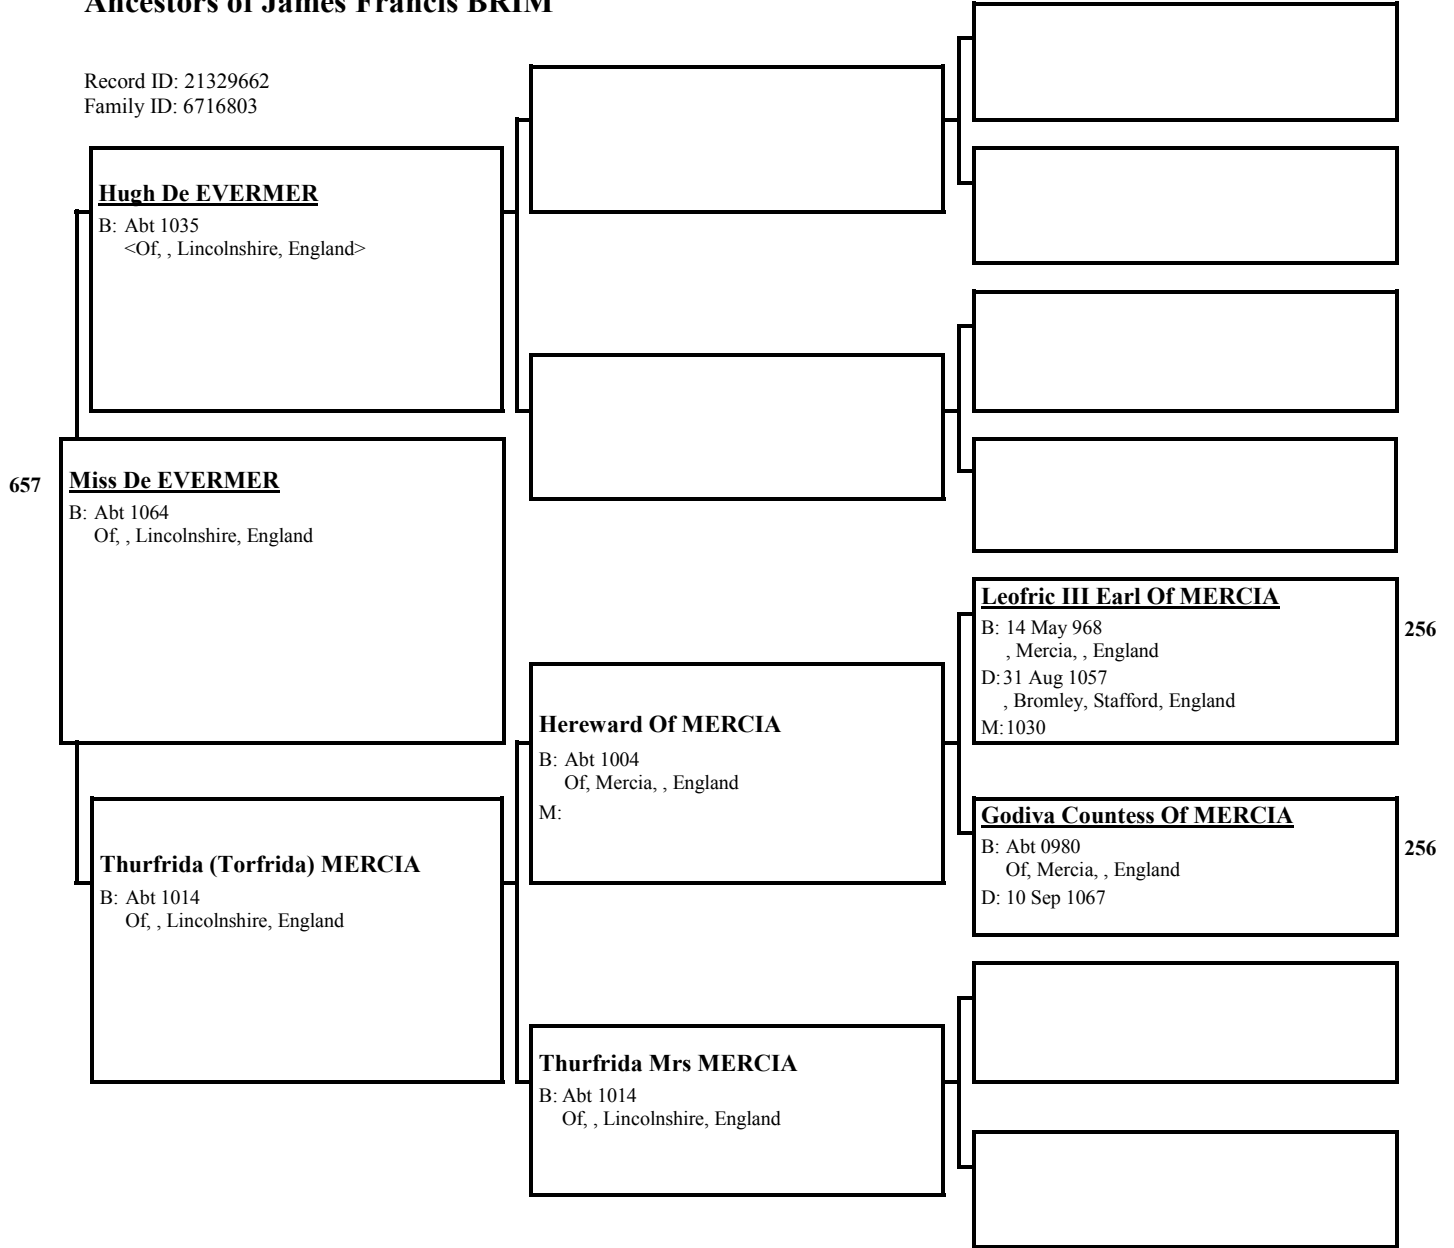 Ancestors of James Francis BRIM
Record ID: 21329662
Family ID: 6716803
Hugh De EVERMER
B: Abt 1035
<Of, , Lincolnshire, England>
657
Miss De EVERMER
B: Abt 1064
Of, , Lincolnshire, England
Thurfrida (Torfrida) MERCIA
B: Abt 1014
Of, , Lincolnshire, England
Hereward Of MERCIA
B: Abt 1004
Of, Mercia, , England
M:
Thurfrida Mrs MERCIA
B: Abt 1014
Of, , Lincolnshire, England
Leofric III Earl Of MERCIA
B: 14 May 968
, Mercia, , England
D:31 Aug 1057
, Bromley, Stafford, England
M:1030
256
Godiva Countess Of MERCIA
B: Abt 0980
Of, Mercia, , England
D: 10 Sep 1067
256